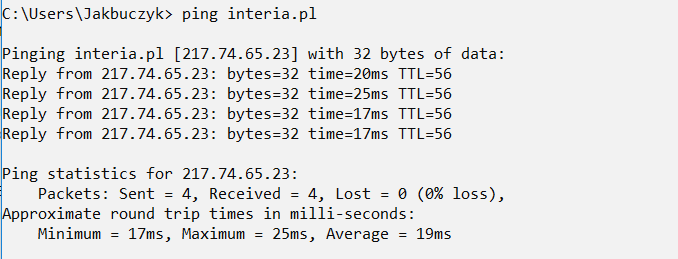 C:\Users\Jakbuczyk> ping interia.pl
Pinging interia.pl [217.74.65.23] with 32 bytes of data:
Reply from 217.74.65.23: bytes=32 time=20ms TTL=56
Reply from 217.74.65.23: bytes=32 time=25ms TTL=56
Reply from 217.74.65.23: bytes=32 time=17ms TTL=56
Reply from 217.74.65.23: bytes=32 time=17ms TTL=56
Ping statistics for 217.74.65.23:
Packets: Sent = 4, Received = 4, Lost = 0 (0% loss),
Approximate round trip times in milli-seconds:
Minimum = 17ms, Maximum = 25ms, Average = 19ms